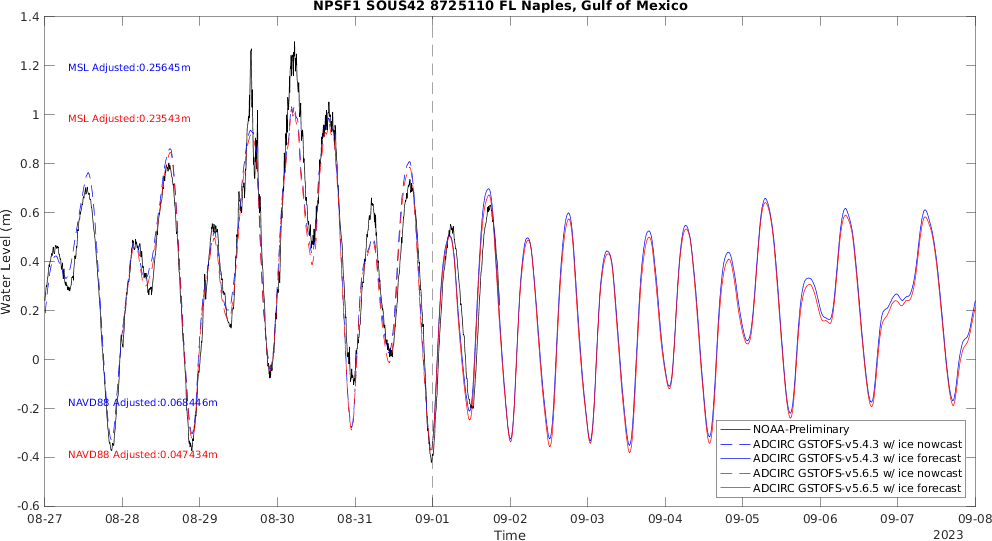 NPSF1 SOUS42 8725110 FL Naples, Gulf of Mexico
1.4
1.2
1
0.8
0.6
0.4
0.2
0
-0.2
-0.4
-0.6
Water Level (m)
MSL Adjusted:0.25645m
MSL Adjusted:0.23543m
NAVD88 Adjusted:0.068446m
NAVD88 Adjusted:0.047434m
NOAA-Preliminary
ADCIRC GSTOFS-v5.4.3 w/ ice nowcast
ADCIRC GSTOFS-v5.4.3 w/ ice forecast
ADCIRC GSTOFS-v5.6.5 w/ ice nowcast
ADCIRC GSTOFS-v5.6.5 w/ ice forecast
08-27 08-28 08-29 08-30 08-31 09-01 09-02 09-03 09-04 09-05 09-06 09-07 09-08
Time
2023